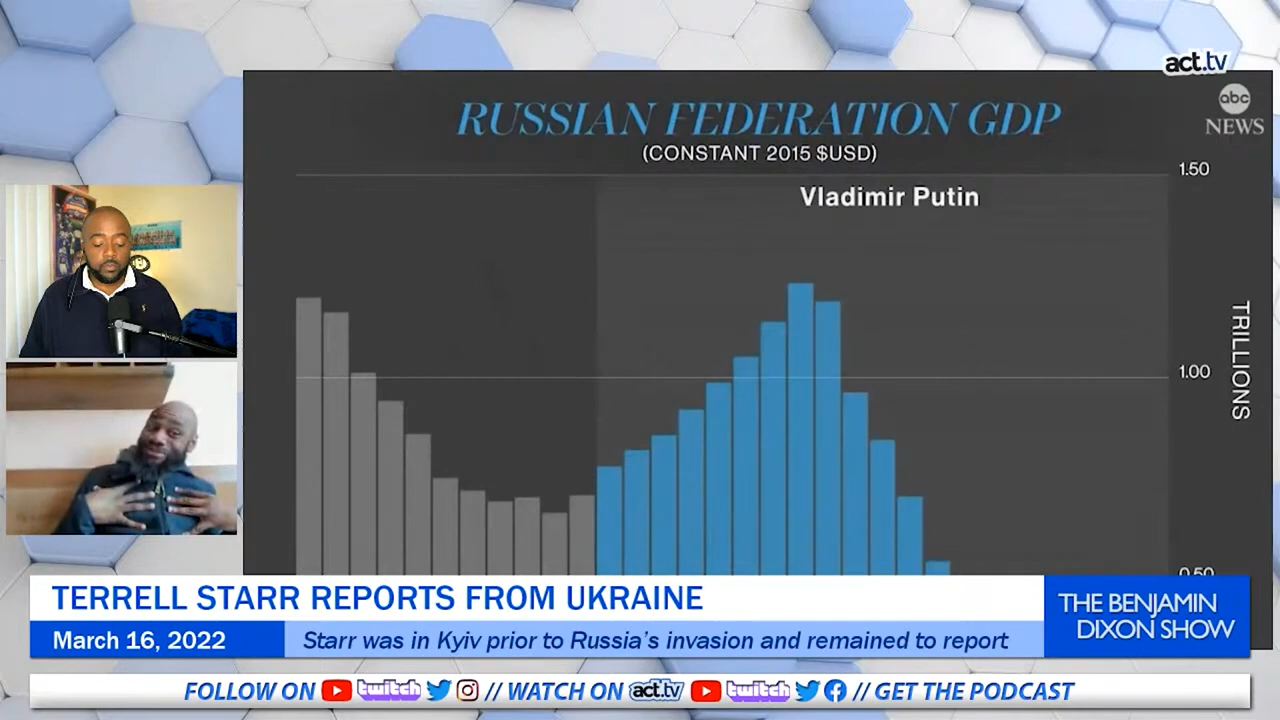 act.tv
abc
NEWS
RUSSIAN FEDERATION GDP
(CONSTANT 2015 $USD)
1.50
Vladimir Putin
TRILLIONS
1.00
0.50
TERRELL STARR REPORTS FROM UKRAINE
March 16, 2022
Starr was in Kyiv prior to Russia's invasion and remained to report
THE BENJAMIN
DIXON SHOW
FOLLOW ON twitch // WATCH ON act.tv twitch // GET THE PODCAST